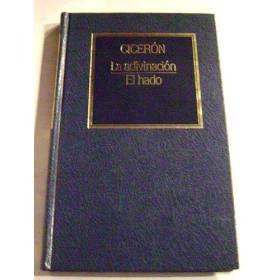 CICERÓN
La adivinación
El hado